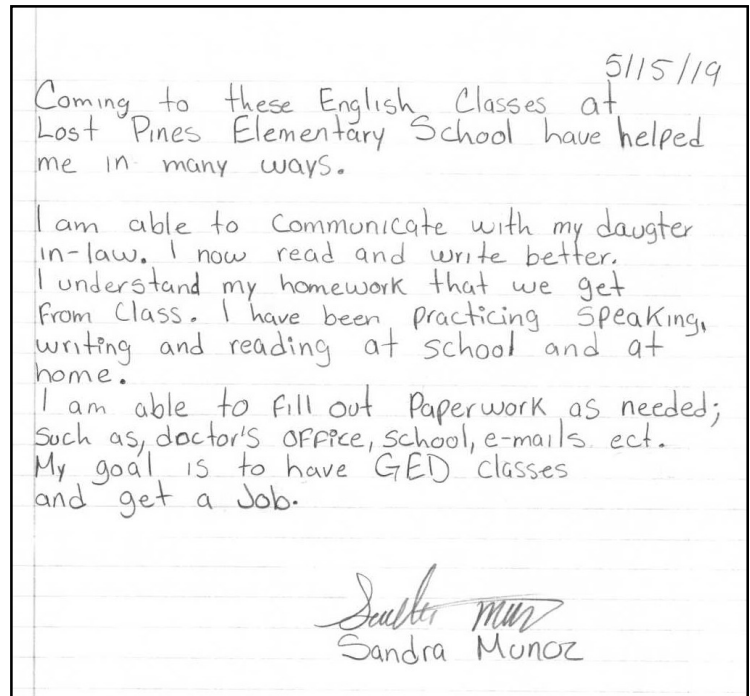 5/15/19
Coming to these English Classes at
Lost Pines Elementary School have helped
me in many ways.
I am able to Communicate with my daugter
in-law. I now read and write better.
I understand my homework that we get
from Class. I have been practicing Speaking,
writing and reading at school and at
home.
I am able to fill out Paperwork as needed;
Such as, doctor's office, school, e-mails ect.
My goal is to have GED classes
and get a Job.
Sandra Munoz